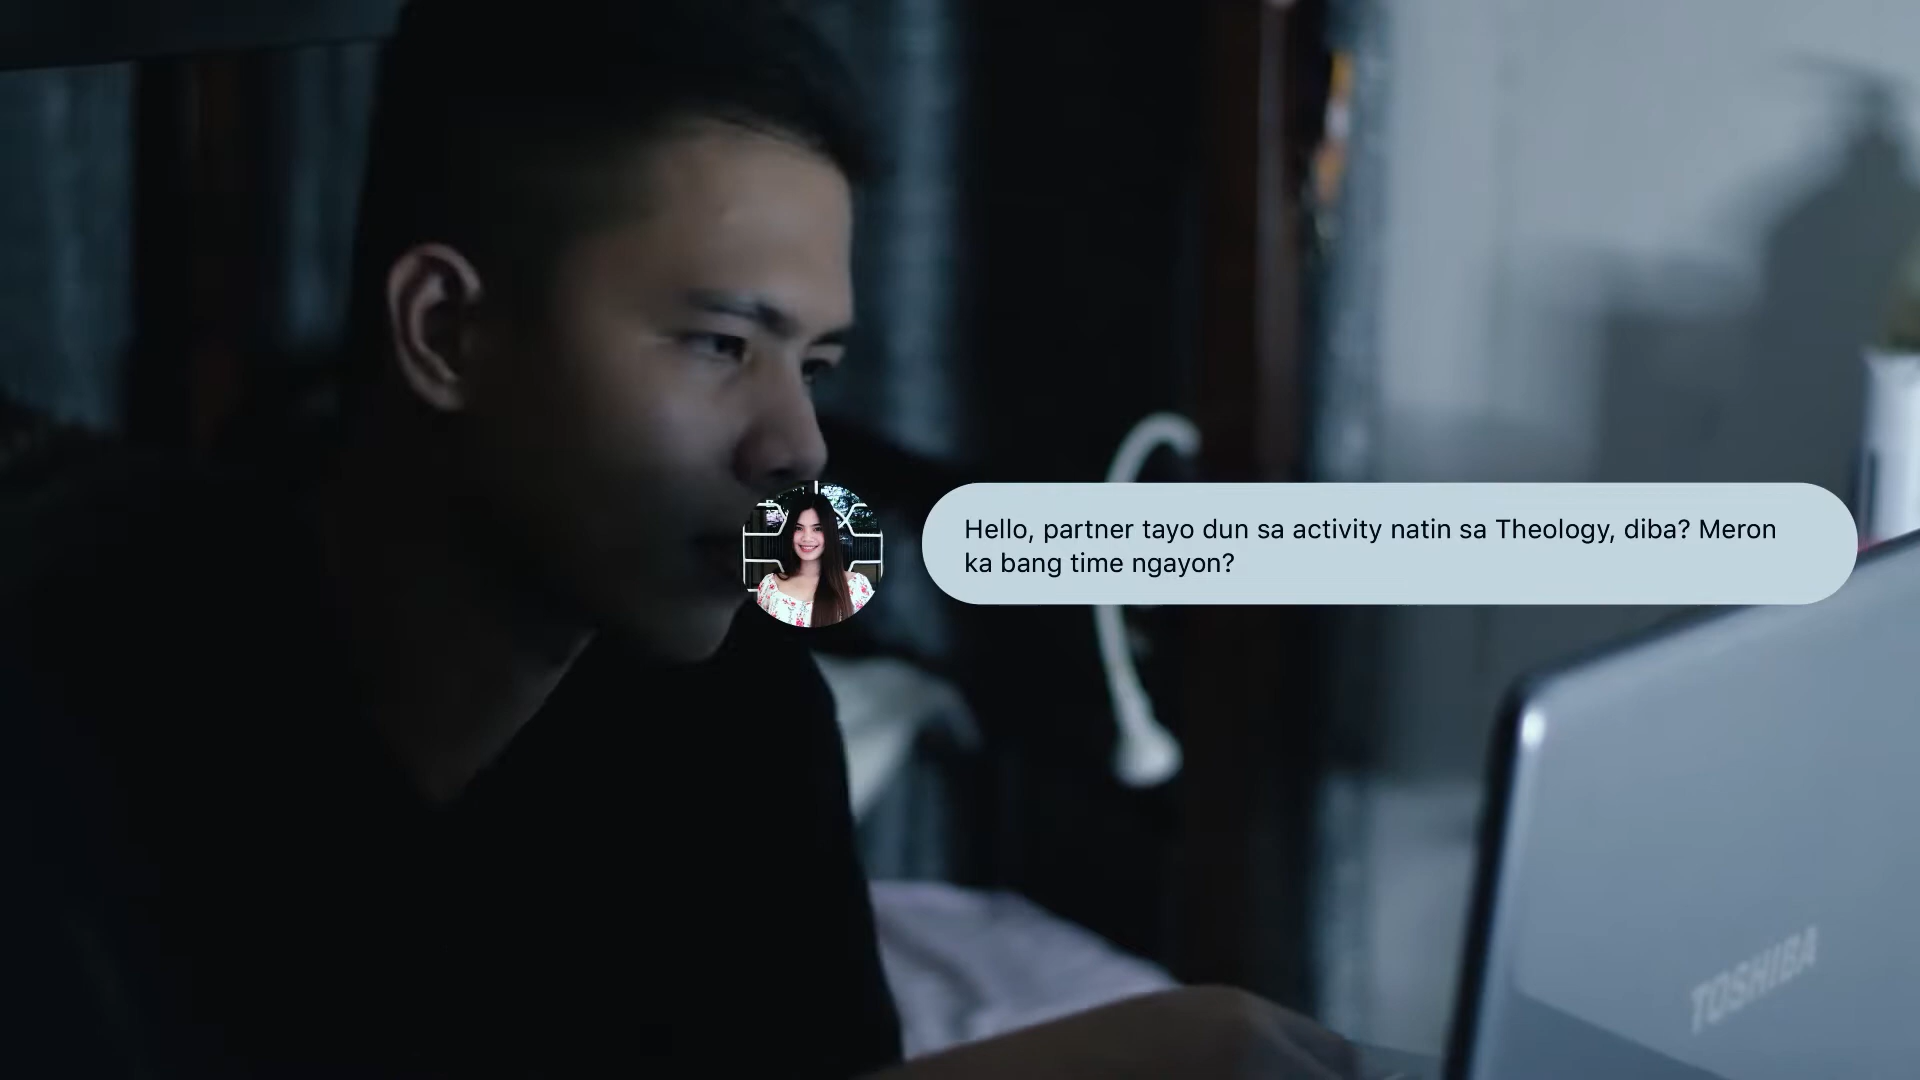 Hello, partner tayo dun sa activity natin sa Theology, diba? Meron
ka bang time ngayon?
TOSHIBA